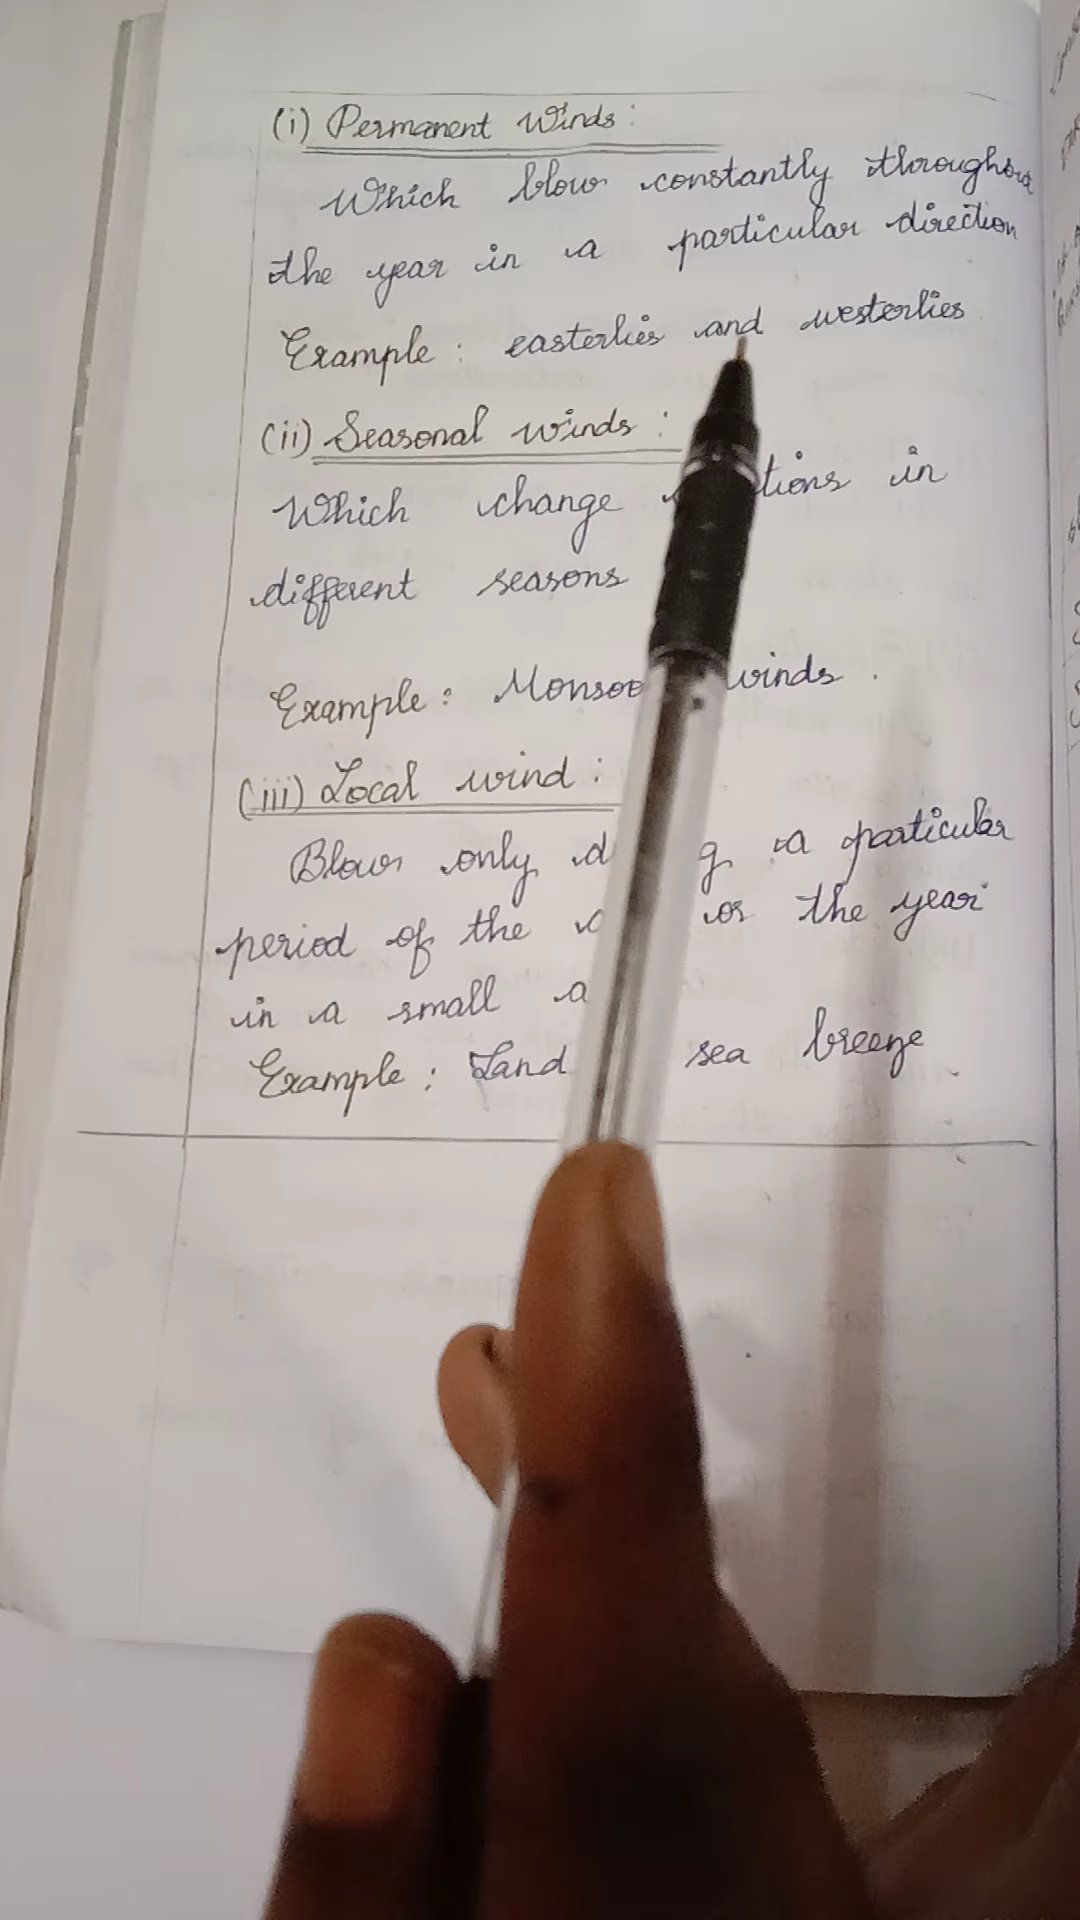 (i) Permanent Winds:
Which blow constantly throughout
the year in a particular direction
Example: easterlies and westerlies
(ii) Seasonal winds:
Which change in
different seasons
Example: Monsoon winds.
(iii) Local wind:
Blow only during a particular
period of the or the year
in a small
Example: Land sea breeze